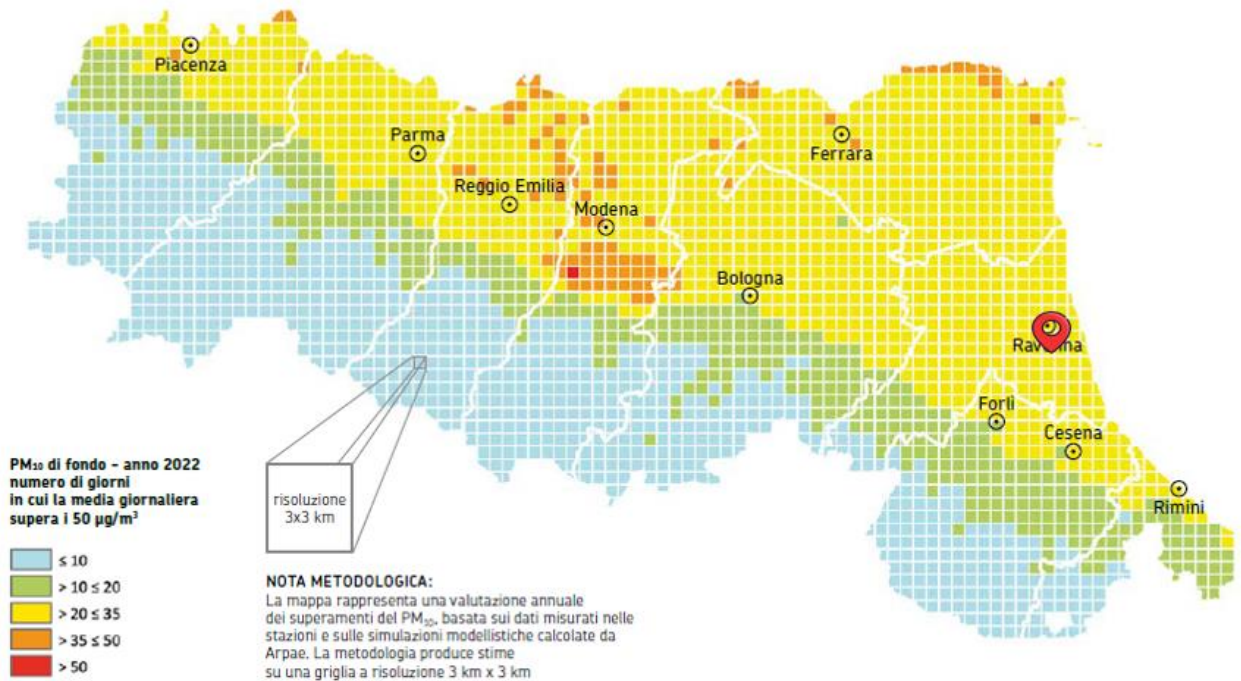 Piacenza
Parma
Ferrara
Reggio Emilia
Modena
Bologna
Forlì
Cesena
Rimini
PM₁₀ di fondo – anno 2022
numero di giorni
in cui la media giornaliera
supera i 50 µg/m³
≤ 10
> 10 ≤ 20
> 20 ≤ 35
> 35 ≤ 50
> 50
risoluzione
3x3 km
NOTA METODOLOGICA:
La mappa rappresenta una valutazione annuale
dei superamenti del PM₁₀, basata sui dati misurati nelle
stazioni e sulle simulazioni modellistiche calcolate da
Arpae. La metodologia produce stime
su una griglia a risoluzione 3 km x 3 km